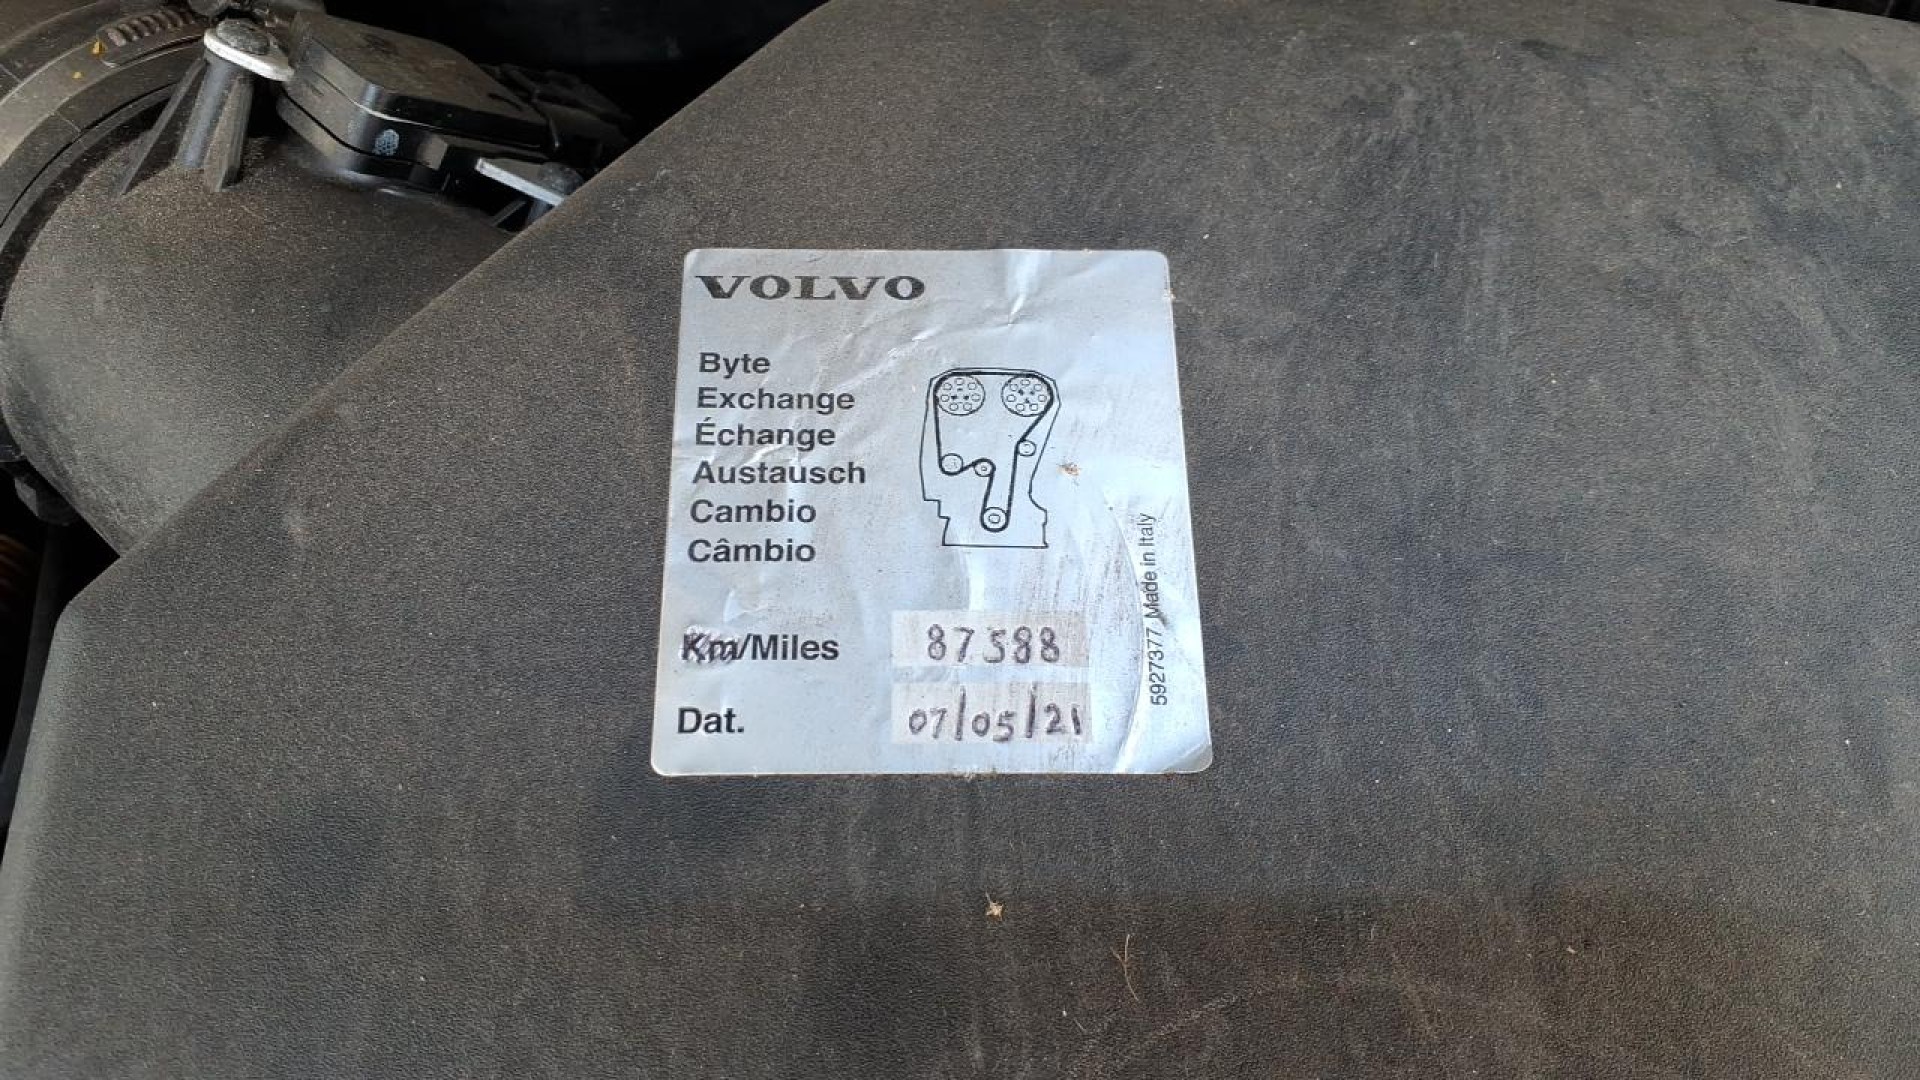 VOLVO
Byte
Exchange
Échange
Austausch
Cambio
Câmbio
Km/Miles 87588
Dat. 07/05/21
5927377 Made in Italy